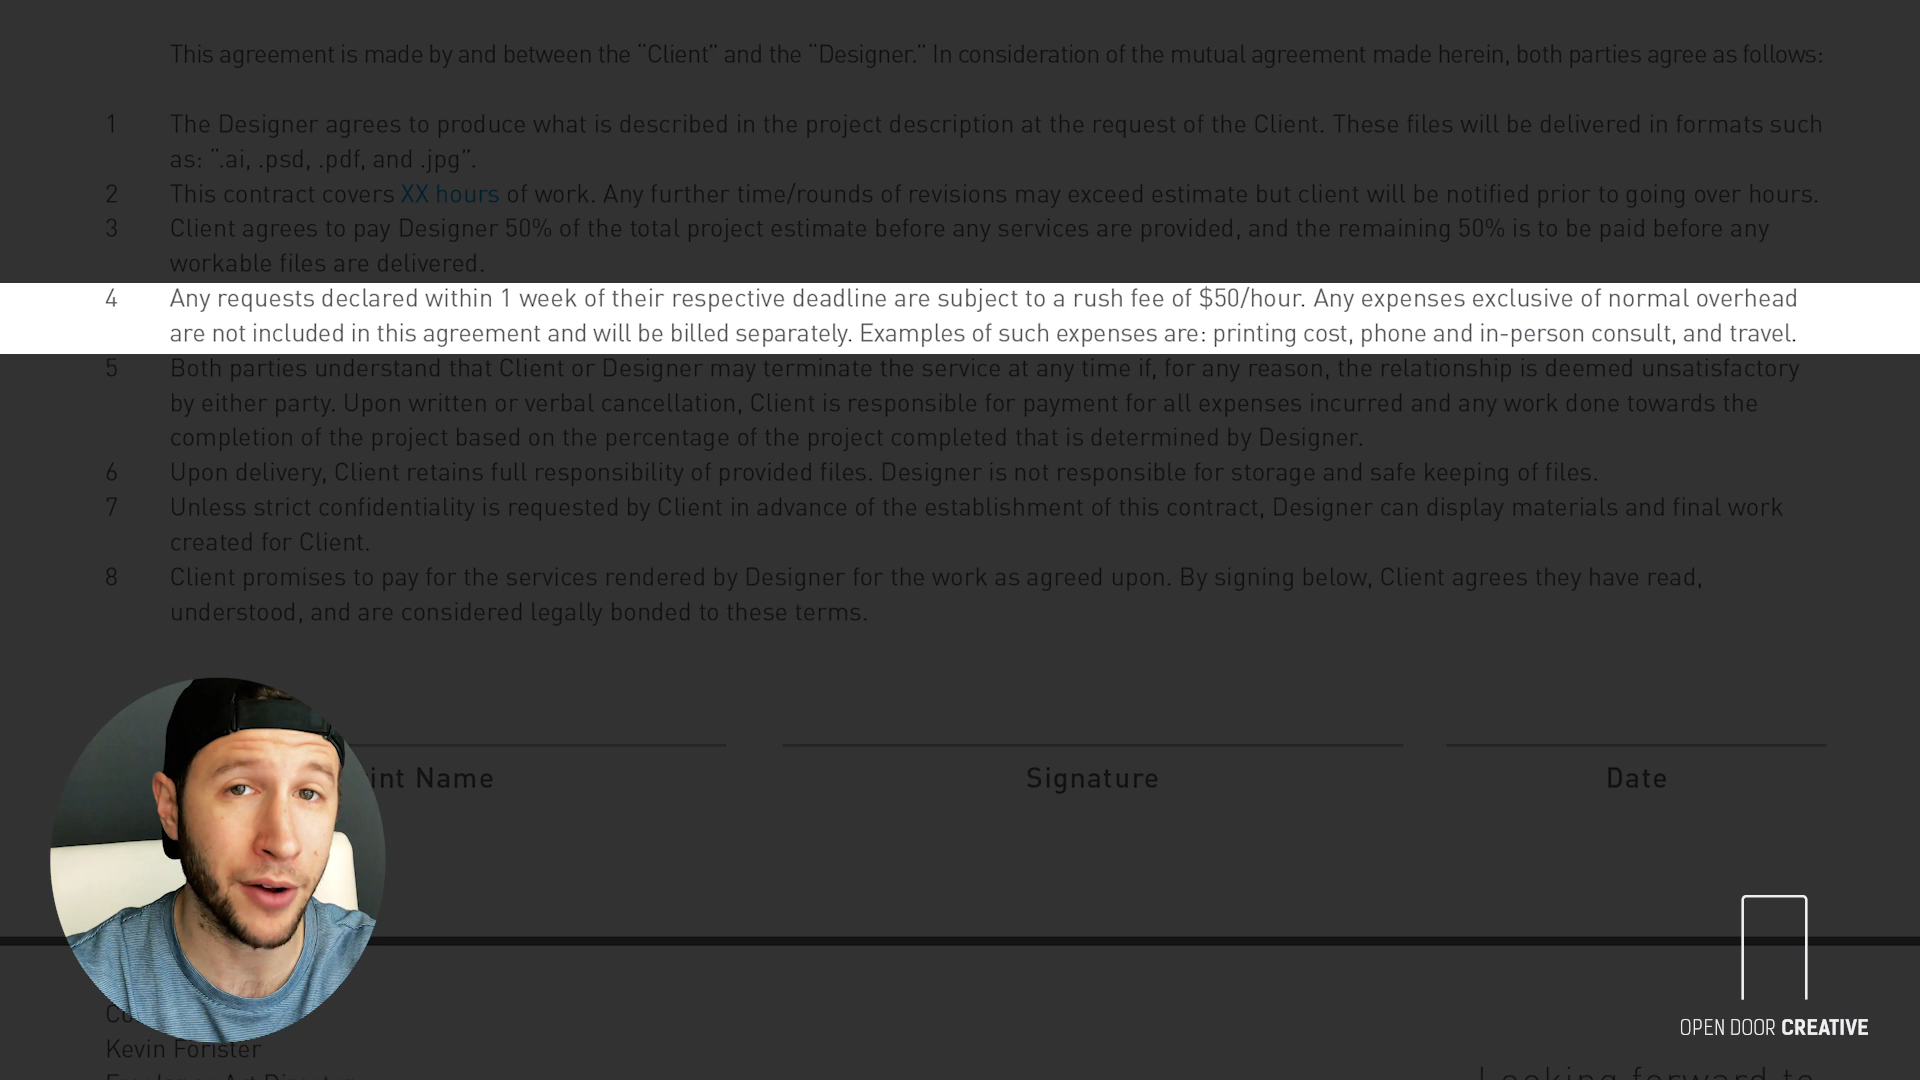 This agreement is made by and between the “Client” and the “Designer.” In consideration of the mutual agreement made herein, both parties agree as follows:
1 The Designer agrees to produce what is described in the project description at the request of the Client. These files will be delivered in formats such
as: “.ai, .psd, .pdf, and .jpg”.
2 This contract covers XX hours of work. Any further time/rounds of revisions may exceed estimate but client will be notified prior to going over hours.
3 Client agrees to pay Designer 50% of the total project estimate before any services are provided, and the remaining 50% is to be paid before any
workable files are delivered.
4 Any requests declared within 1 week of their respective deadline are subject to a rush fee of $50/hour. Any expenses exclusive of normal overhead
are not included in this agreement and will be billed separately. Examples of such expenses are: printing cost, phone and in-person consult, and travel.
5 Both parties understand that Client or Designer may terminate the service at any time if, for any reason, the relationship is deemed unsatisfactory
by either party. Upon written or verbal cancellation, Client is responsible for payment for all expenses incurred and any work done towards the
completion of the project based on the percentage of the project completed that is determined by Designer.
6 Upon delivery, Client retains full responsibility of provided files. Designer is not responsible for storage and safe keeping of files.
7 Unless strict confidentiality is requested by Client in advance of the establishment of this contract, Designer can display materials and final work
created for Client.
8 Client promises to pay for the services rendered by Designer for the work as agreed upon. By signing below, Client agrees they have read,
understood, and are considered legally bonded to these terms.
int Name Signature Date
Kevin Forister
OPEN DOOR CREATIVE
Looking forward to